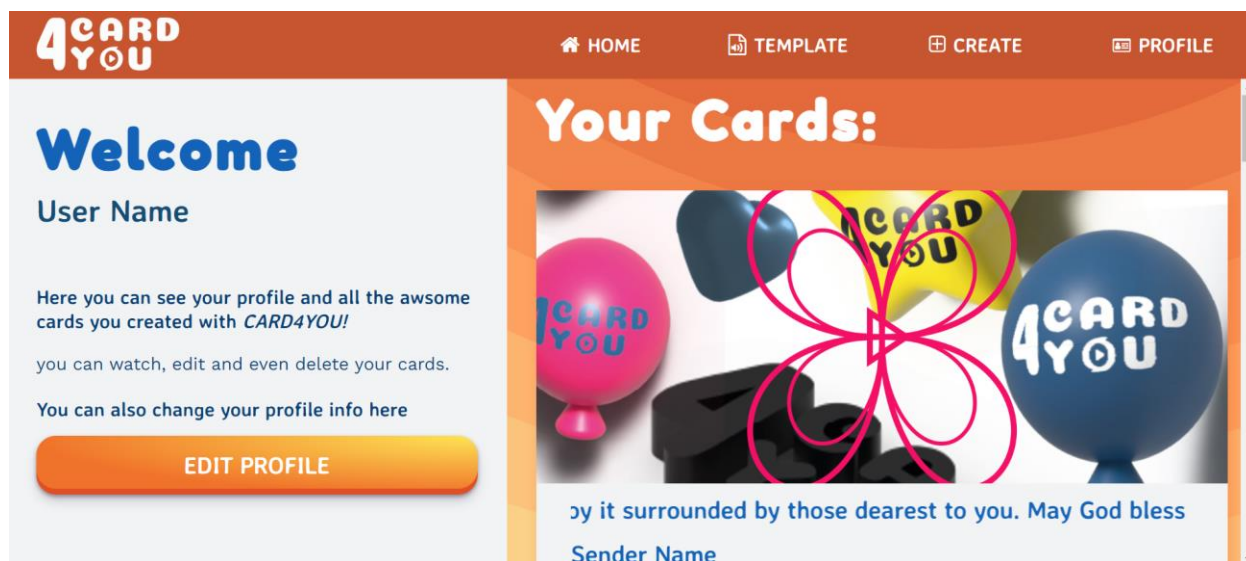 4CARD
YOU
HOME
TEMPLATE
CREATE
PROFILE
Welcome
User Name
Here you can see your profile and all the awsome
cards you created with CARD4YOU!
you can watch, edit and even delete your cards.
You can also change your profile info here
EDIT PROFILE
Your Cards:
4CARD
YOU
4CARD
YOU
4CARD
YOU
it surrounded by those dearest to you. May God bless
Sender Name